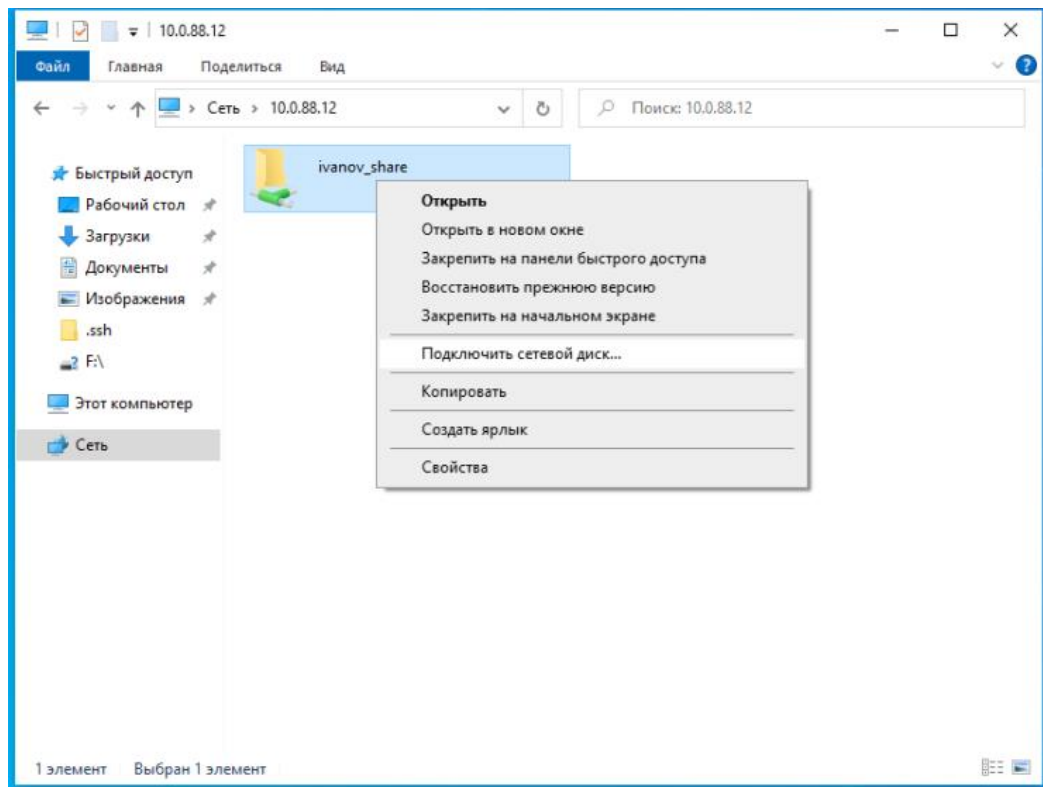 10.0.88.12
Файл Главная Поделиться Вид
Сеть > 10.0.88.12
Поиск: 10.0.88.12
Быстрый доступ
Рабочий стол
Загрузки
Документы
Изображения
.ssh
F:\
Этот компьютер
Сеть
ivanov_share
Открыть
Открыть в новом окне
Закрепить на панели быстрого доступа
Восстановить прежнюю версию
Закрепить на начальном экране
Подключить сетевой диск...
Копировать
Создать ярлык
Свойства
1 элемент Выбран 1 элемент